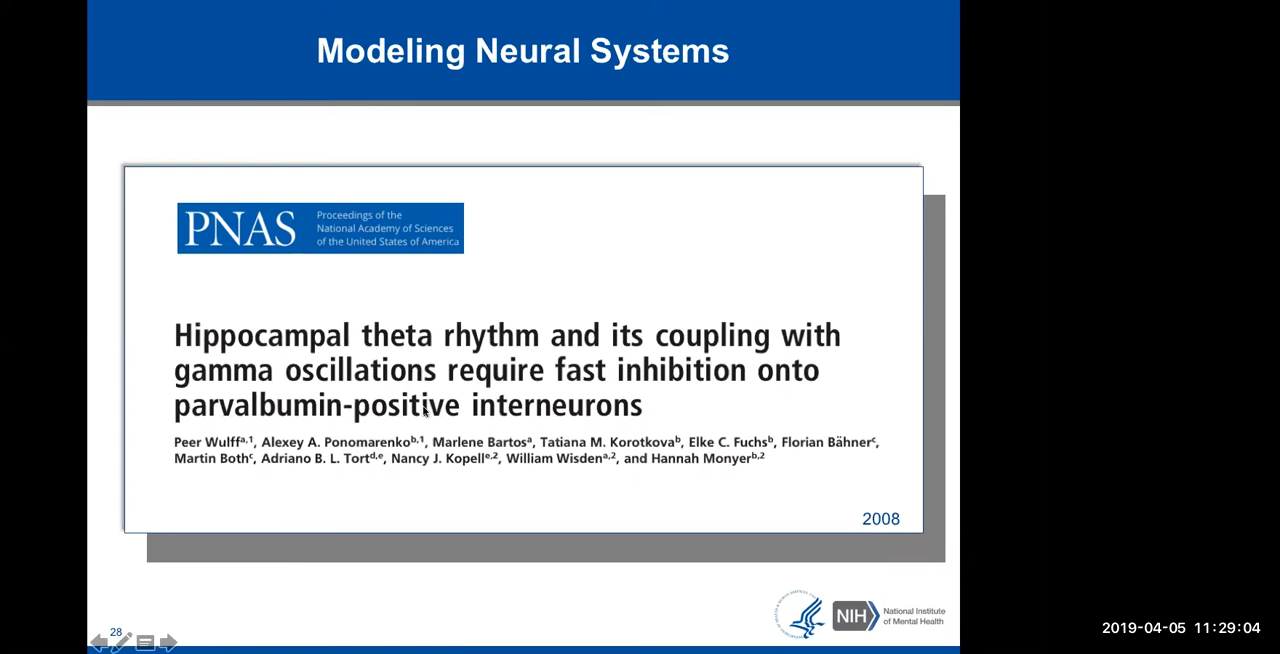 Modeling Neural Systems
PNAS
Proceedings of the
National Academy of Sciences
of the United States of America
Hippocampal theta rhythm and its coupling with
gamma oscillations require fast inhibition onto
parvalbumin-positive interneurons
Peer Wulffa,1, Alexey A. Ponomarenkob,1, Marlene Bartosa, Tatiana M. Korotkovab, Elke C. Fuchsb, Florian Bähnerc,
Martin Bothc, Adriano B. L. Tortd,e, Nancy J. Kopelle,2, William Wisdena,2, and Hannah Monyerb,2
2008
NIH
National Institute
of Mental Health
28
2019-04-05 11:29:04